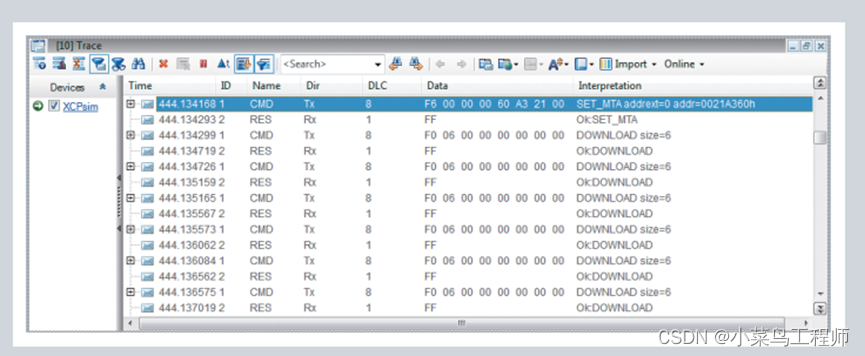 [10] Trace
<Search> Import Online
Devices Time ID Name Dir DLC Data Interpretation
XCPsim 444.134168 1 CMD Tx 8 F6 00 00 00 60 A3 21 00 SET_MTA addrext=0 addr=0021A360h
444.134293 2 RES Rx 1 FF Ok:SET_MTA
444.134299 1 CMD Tx 8 F0 06 00 00 00 00 00 00 DOWNLOAD size=6
444.134719 2 RES Rx 1 FF Ok:DOWNLOAD
444.134726 1 CMD Tx 8 F0 06 00 00 00 00 00 00 DOWNLOAD size=6
444.135159 2 RES Rx 1 FF Ok:DOWNLOAD
444.135165 1 CMD Tx 8 F0 06 00 00 00 00 00 00 DOWNLOAD size=6
444.135567 2 RES Rx 1 FF Ok:DOWNLOAD
444.135573 1 CMD Tx 8 F0 06 00 00 00 00 00 00 DOWNLOAD size=6
444.136062 2 RES Rx 1 FF Ok:DOWNLOAD
444.136084 1 CMD Tx 8 F0 06 00 00 00 00 00 00 DOWNLOAD size=6
444.136562 2 RES Rx 1 FF Ok:DOWNLOAD
444.136575 1 CMD Tx 8 F0 06 00 00 00 00 00 00 DOWNLOAD size=6
444.137019 2 RES Rx 1 FF Ok:DOWNLOAD
CSDN @小菜鸟工程师